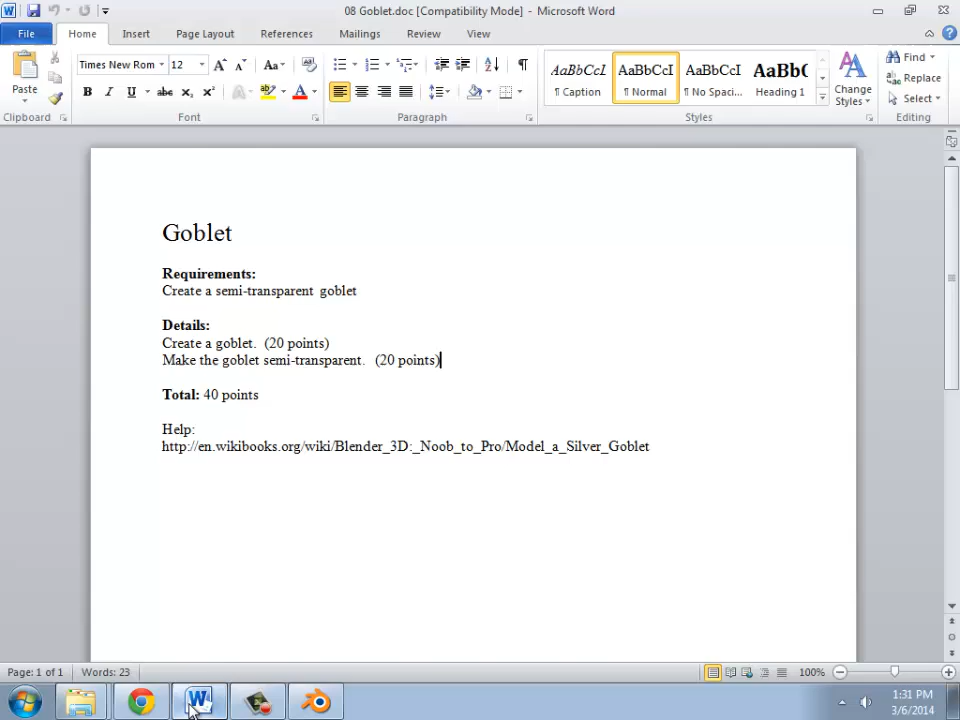 08 Goblet.doc [Compatibility Mode] - Microsoft Word
File Home Insert Page Layout References Mailings Review View
Paste
Times New Rom 12 Aa
B I U abc x₂ x² A A
AaBbCcI AaBbCcI AaBbCcI AaBbC
¶ Caption ¶ Normal ¶ No Spaci... Heading 1
Change
Styles
Find
Replace
Select
Clipboard Font Paragraph Styles Editing
Goblet
Requirements:
Create a semi-transparent goblet
Details:
Create a goblet. (20 points)
Make the goblet semi-transparent. (20 points)
Total: 40 points
Help:
http://en.wikibooks.org/wiki/Blender_3D:_Noob_to_Pro/Model_a_Silver_Goblet
Page: 1 of 1 Words: 23 100%
1:31 PM
3/6/2014